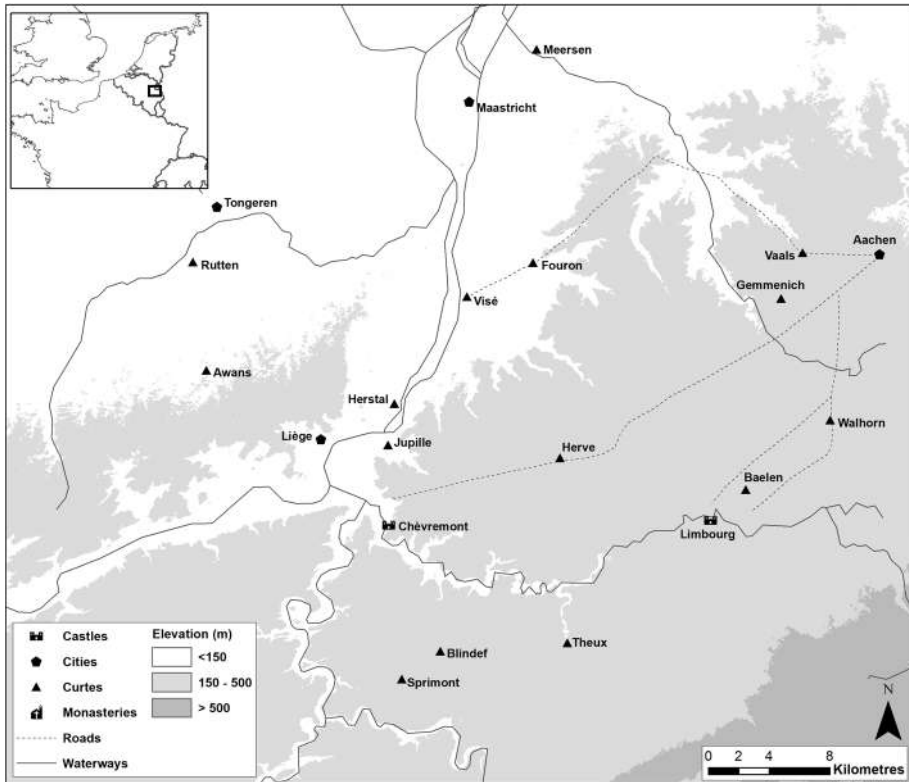 Meersen
Maastricht
Tongeren
Rutten
Fouron
Vaals
Aachen
Gemmenich
Visé
Awans
Herstal
Liège
Jupille
Herve
Walhorn
Baelen
Chèvremont
Limbourg
Theux
Blindef
Sprimont
Castles
Cities
Curtes
Monasteries
Roads
Waterways
Elevation (m)
<150
150 - 500
> 500
N
0 2 4 8
Kilometres